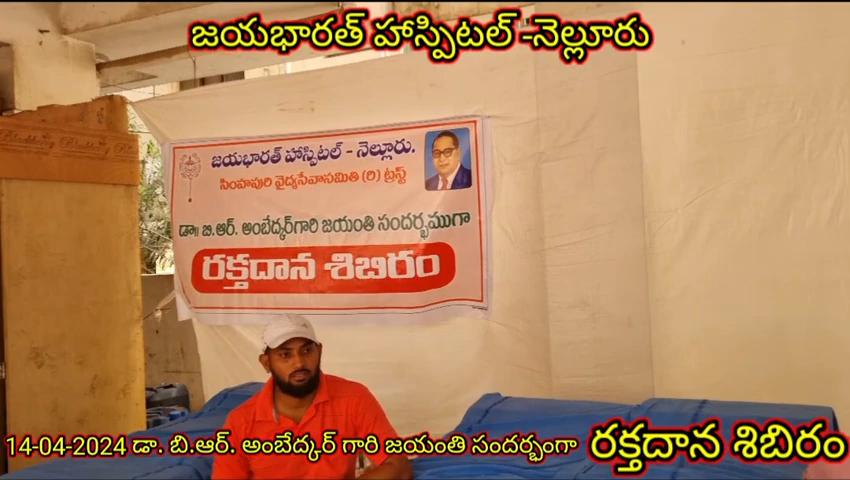 జయభారత్ హాస్పిటల్ -నెల్లూరు
జయభారత్ హాస్పిటల్ - నెల్లూరు.
సింహపురి వైద్యసేవాసమితి (రి) ట్రస్ట్
డా|| బి.ఆర్. అంబేద్కర్‌గారి జయంతి సందర్భముగా
రక్తదాన శిబిరం
14-04-2024 డా. బి.ఆర్. అంబేద్కర్ గారి జయంతి సందర్భంగా రక్తదాన శిబిరం